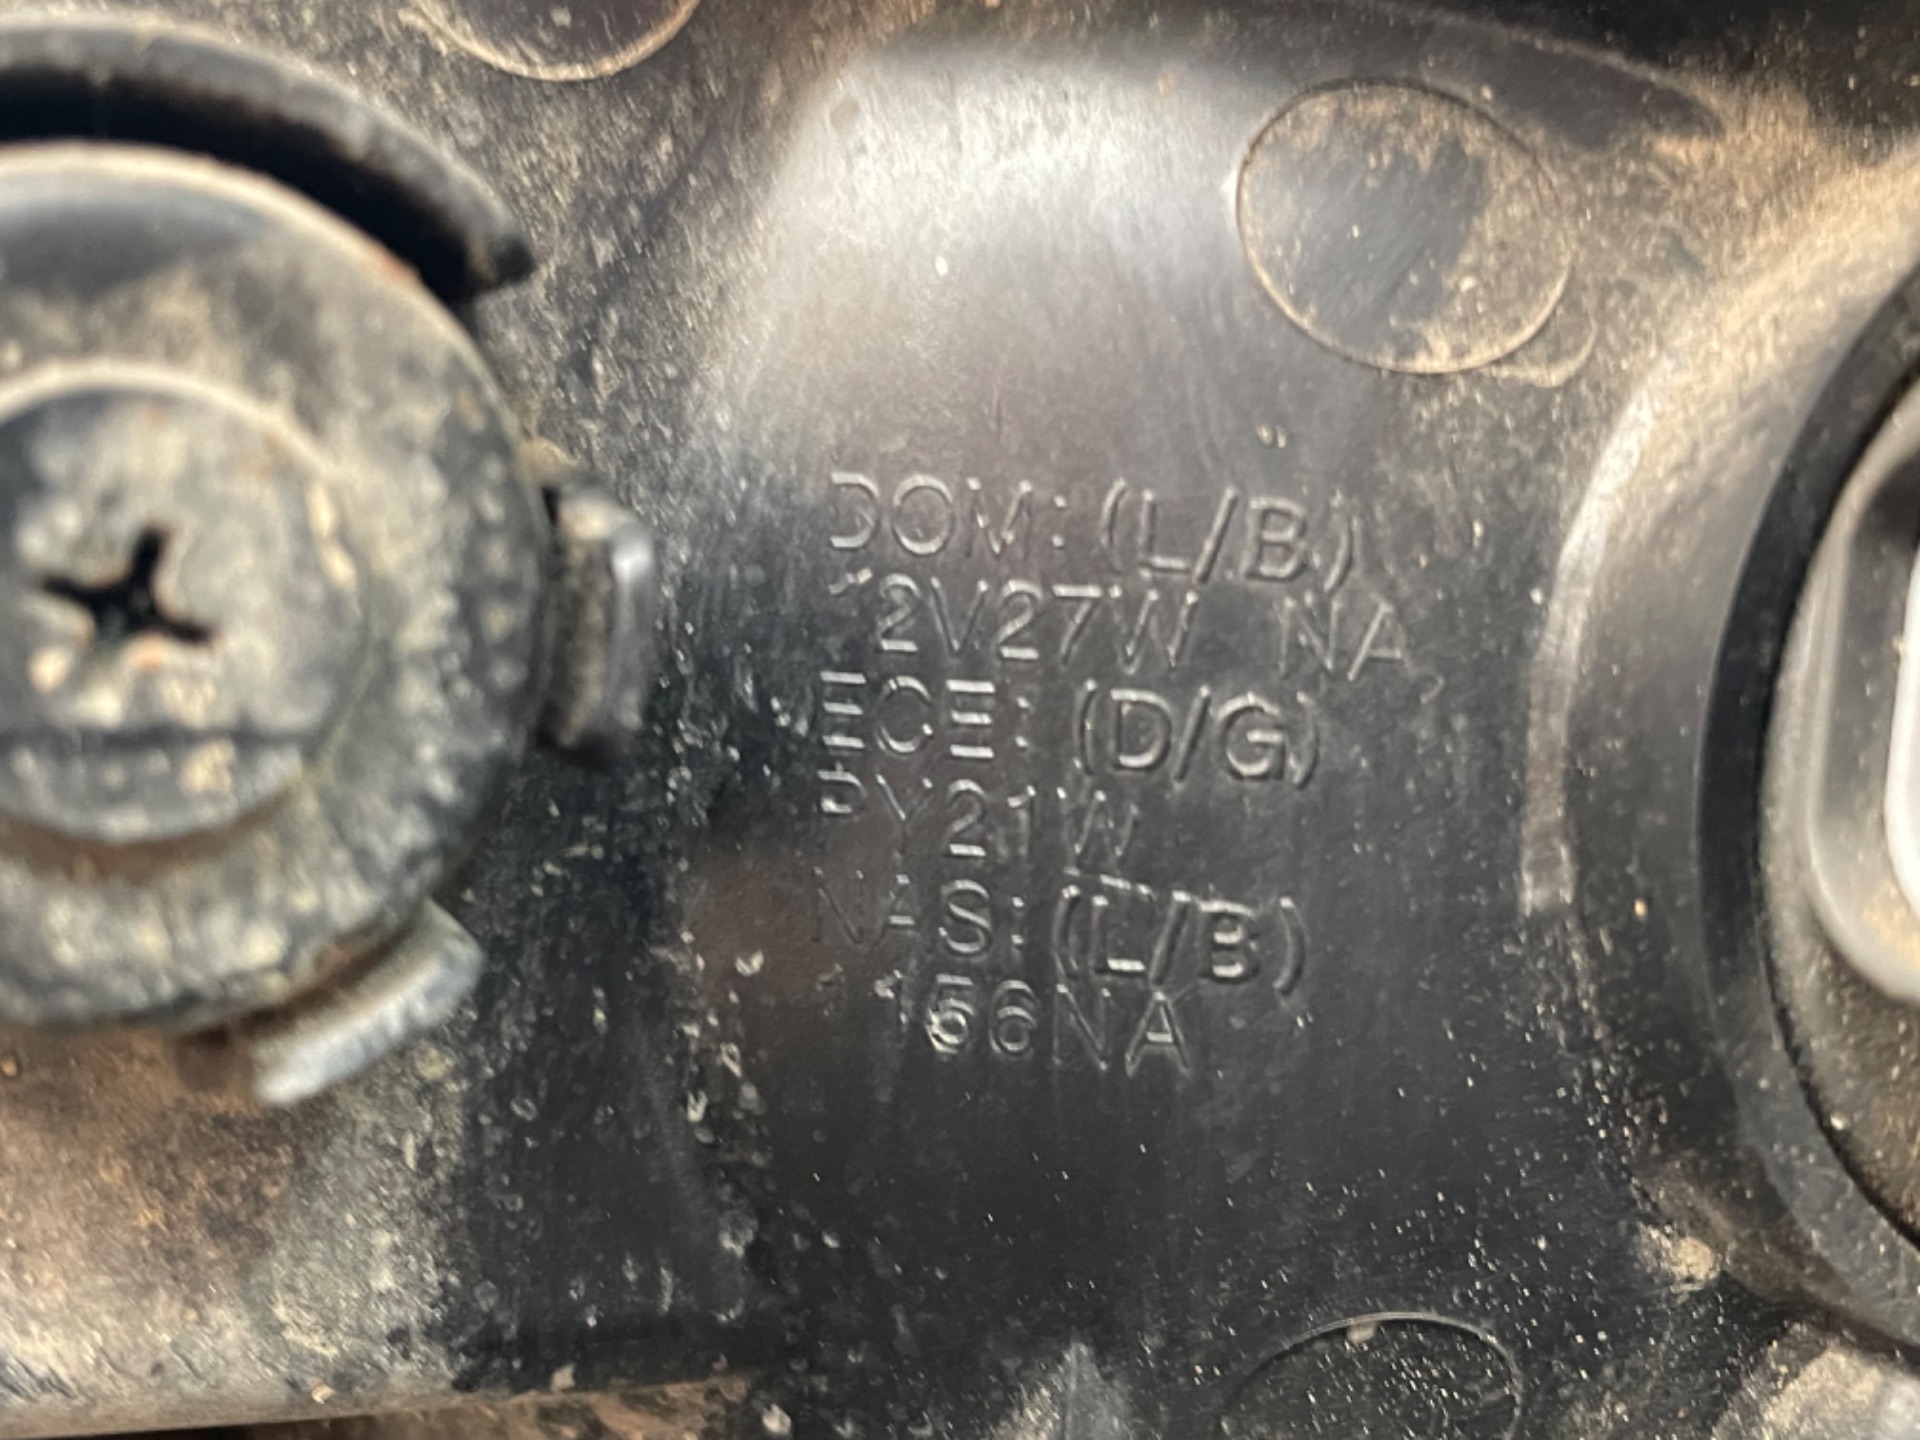 DOM: (L/B)
12V27W NA,
ECE: (D/G)
PY21W
NAS: (L/B)
1156NA